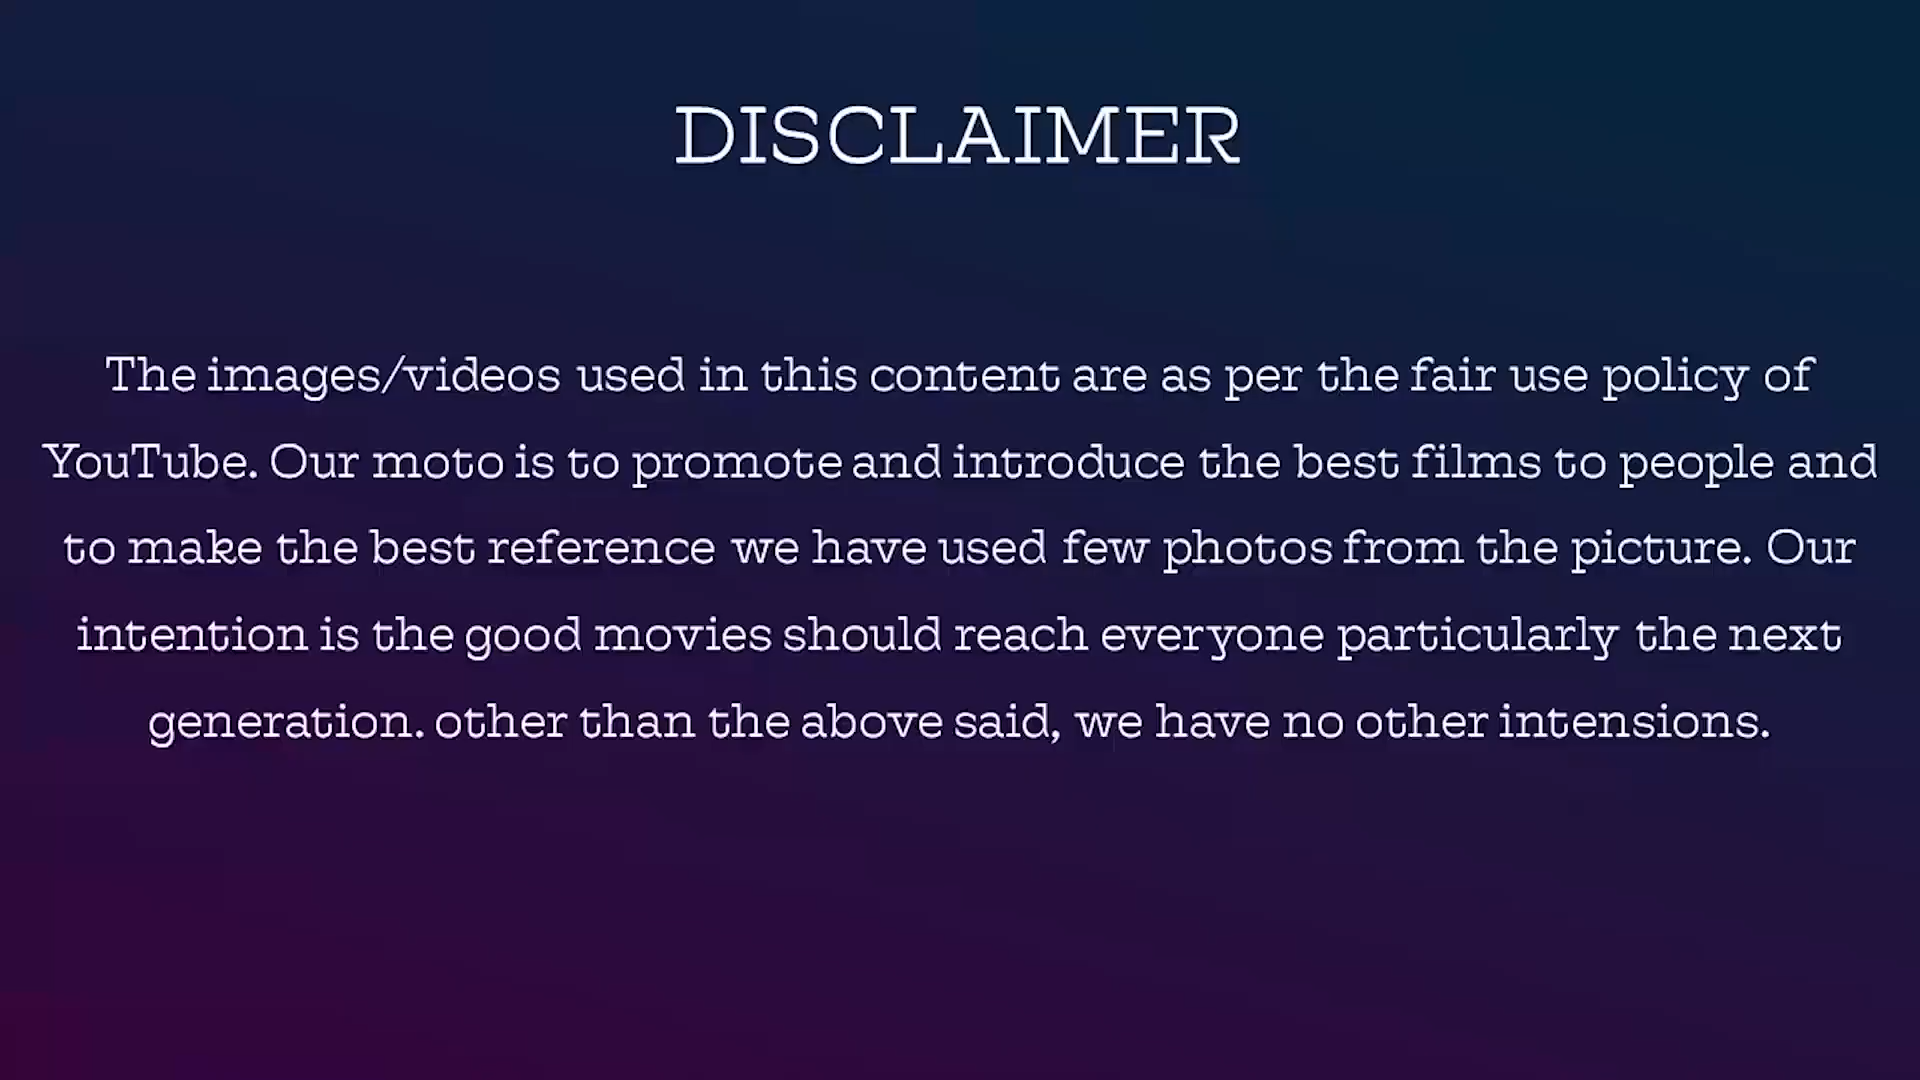 DISCLAIMER
The images/videos used in this content are as per the fair use policy of
YouTube. Our moto is to promote and introduce the best films to people and
to make the best reference we have used few photos from the picture. Our
intention is the good movies should reach everyone particularly the next
generation. other than the above said, we have no other intensions.